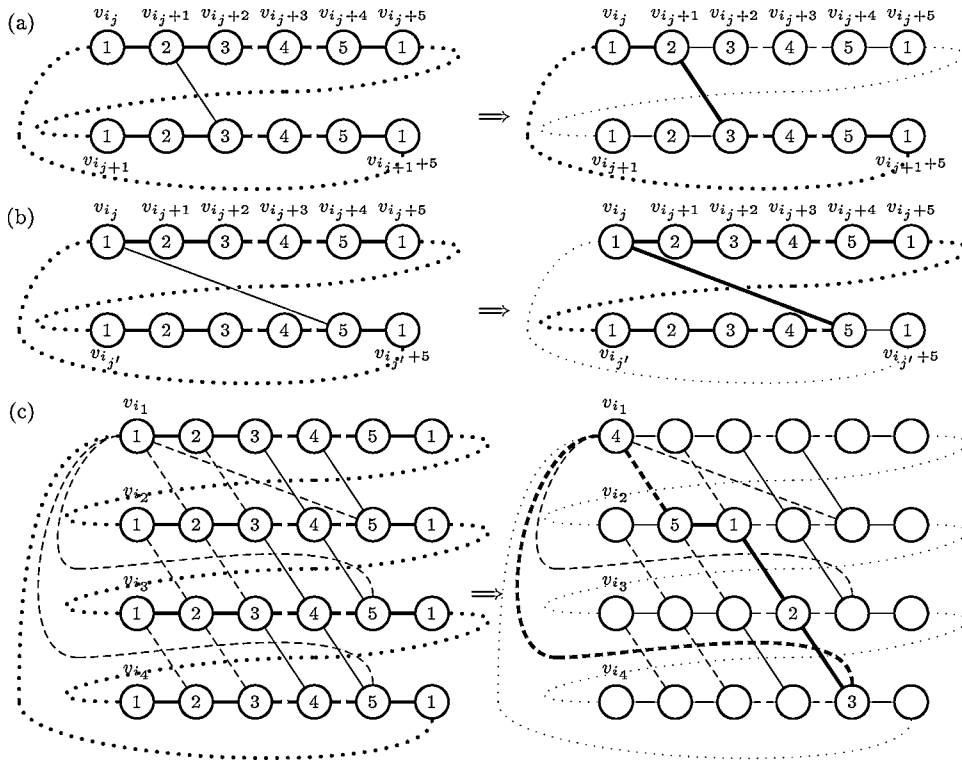 (a) v_{i_j} v_{i_j+1} v_{i_j+2} v_{i_j+3} v_{i_j+4} v_{i_j+5} v_{i_j} v_{i_j+1} v_{i_j+2} v_{i_j+3} v_{i_j+4} v_{i_j+5}
1 2 3 4 5 1 1 2 3 4 5 1
⟹
1 2 3 4 5 1 1 2 3 4 5 1
v_{i_{j+1}} v_{i_{j+1}+5} v_{i_{j+1}} v_{i_{j+1}+5}
(b) v_{i_j} v_{i_j+1} v_{i_j+2} v_{i_j+3} v_{i_j+4} v_{i_j+5} v_{i_j} v_{i_j+1} v_{i_j+2} v_{i_j+3} v_{i_j+4} v_{i_j+5}
1 2 3 4 5 1 1 2 3 4 5 1
⟹
1 2 3 4 5 1 1 2 3 4 5 1
v_{i_{j'}} v_{i_{j'}+5} v_{i_{j'}} v_{i_{j'}+5}
(c) v_{i_1} v_{i_1}
1 2 3 4 5 1 4
v_{i_2} v_{i_2}
1 2 3 4 5 1 5 1
v_{i_3} ⟹ v_{i_3}
1 2 3 4 5 1 2
v_{i_4} v_{i_4}
1 2 3 4 5 1 3